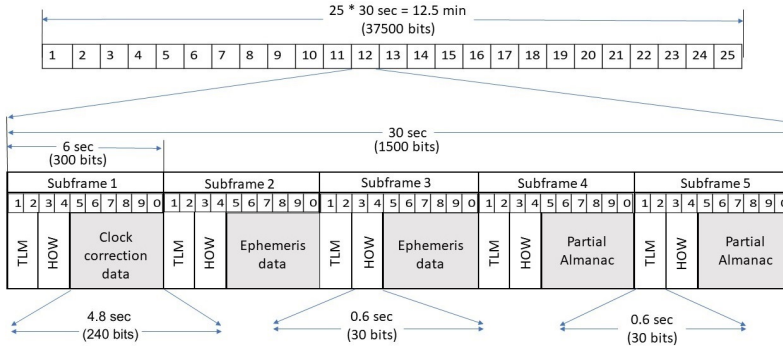 25 * 30 sec = 12.5 min
(37500 bits)
1 2 3 4 5 6 7 8 9 10 11 12 13 14 15 16 17 18 19 20 21 22 23 24 25
30 sec
(1500 bits)
6 sec
(300 bits)
Subframe 1 Subframe 2 Subframe 3 Subframe 4 Subframe 5
1 2 3 4 5 6 7 8 9 0 1 2 3 4 5 6 7 8 9 0 1 2 3 4 5 6 7 8 9 0 1 2 3 4 5 6 7 8 9 0 1 2 3 4 5 6 7 8 9 0
TLM HOW Clock correction data TLM HOW Ephemeris data TLM HOW Ephemeris data TLM HOW Partial Almanac TLM HOW Partial Almanac
4.8 sec
(240 bits)
0.6 sec
(30 bits)
0.6 sec
(30 bits)